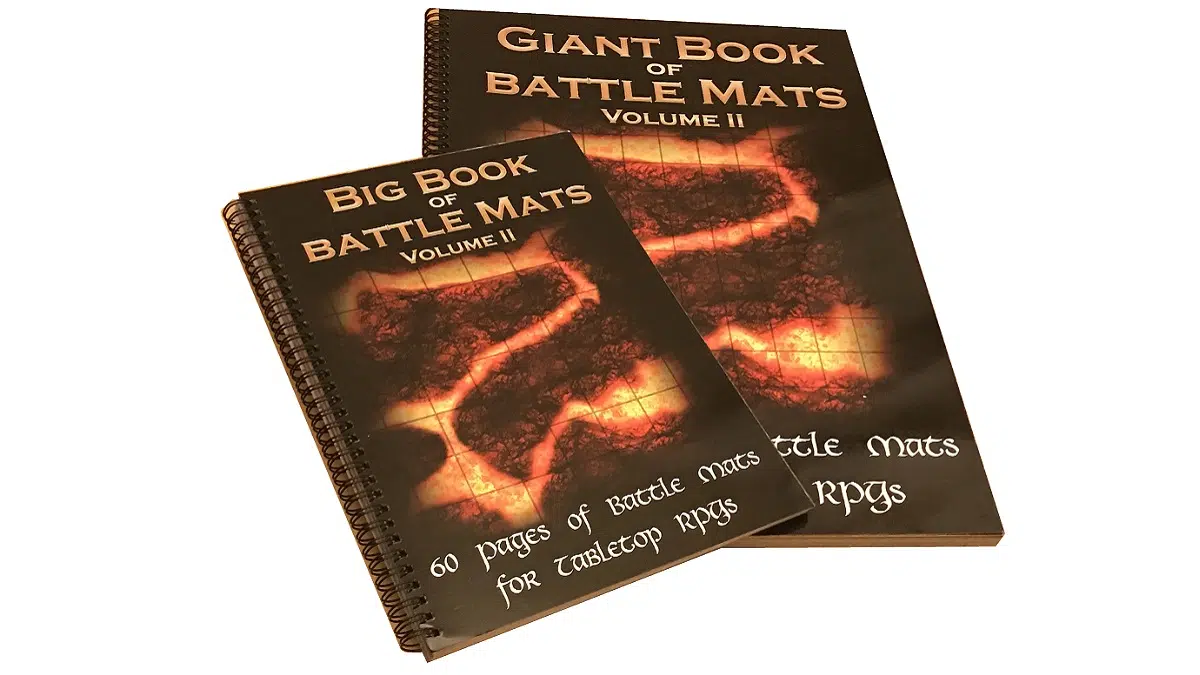 GIANT BOOK
OF
BATTLE MATS
VOLUME II
BIG BOOK
OF
BATTLE MATS
VOLUME II
60 Pages of Battle Mats
for Tabletop RPGs
Mats
RPGs